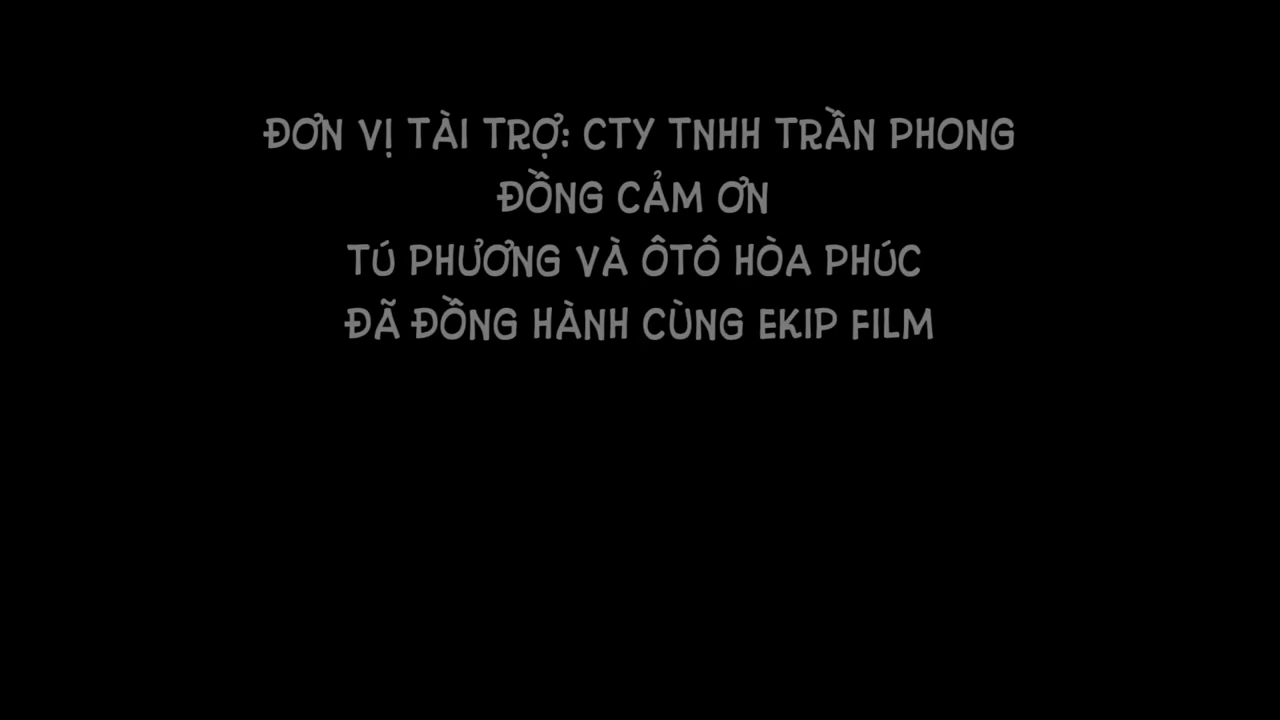 ĐƠN VỊ TÀI TRỢ: CTY TNHH TRẦN PHONG
ĐỒNG CẢM ƠN
TÚ PHƯƠNG VÀ ÔTÔ HÒA PHÚC
ĐÃ ĐỒNG HÀNH CÙNG EKIP FILM